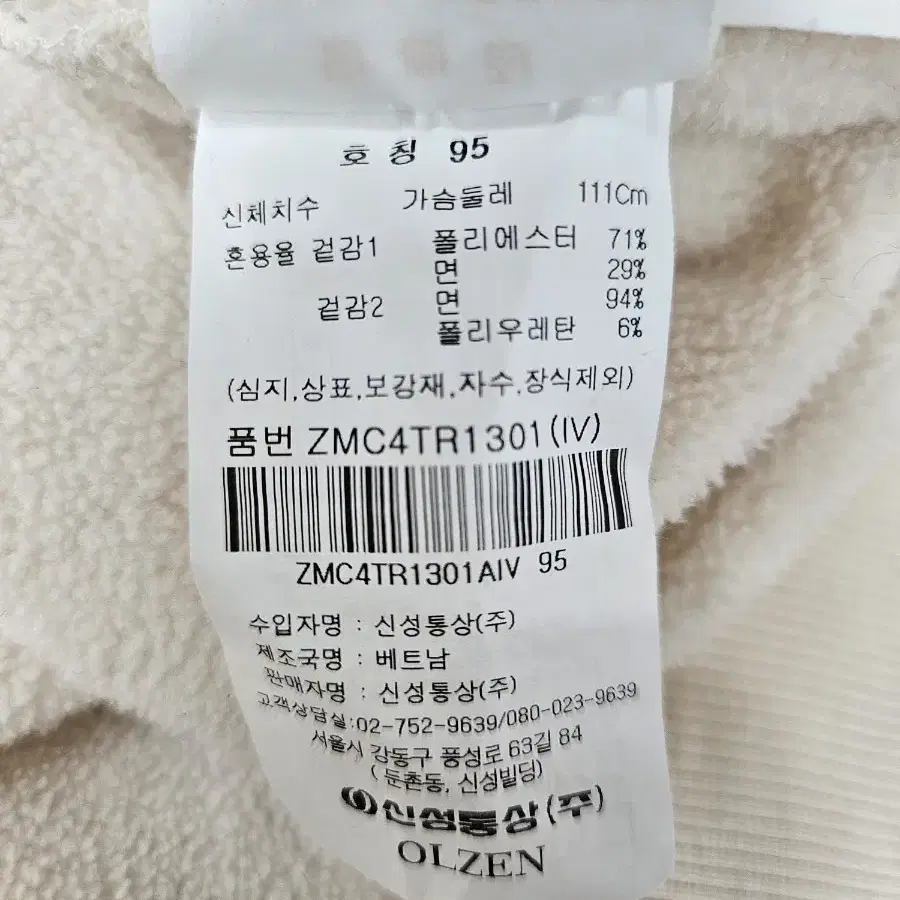 호칭 95
신체치수 가슴둘레 111Cm
혼용율 겉감1 폴리에스터 71%
면 29%
겉감2 면 94%
폴리우레탄 6%
(심지,상표,보강재,자수,장식제외)
품번 ZMC4TR1301(IV)
ZMC4TR1301AIV 95
수입자명 : 신성통상(주)
제조국명 : 베트남
판매자명 : 신성통상(주)
고객상담실:02-752-9639/080-023-9639
서울시 강동구 풍성로 63길 84
(둔촌동, 신성빌딩)
신성통상(주)
OLZEN